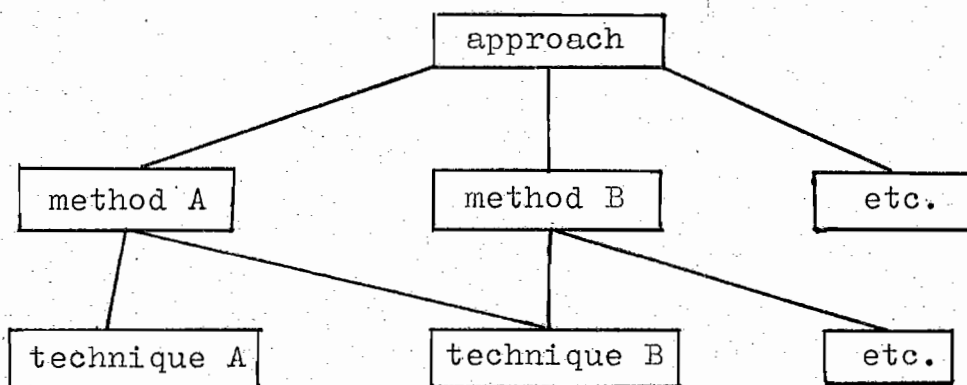 approach
method A
method B
etc.
technique A
technique B
etc.